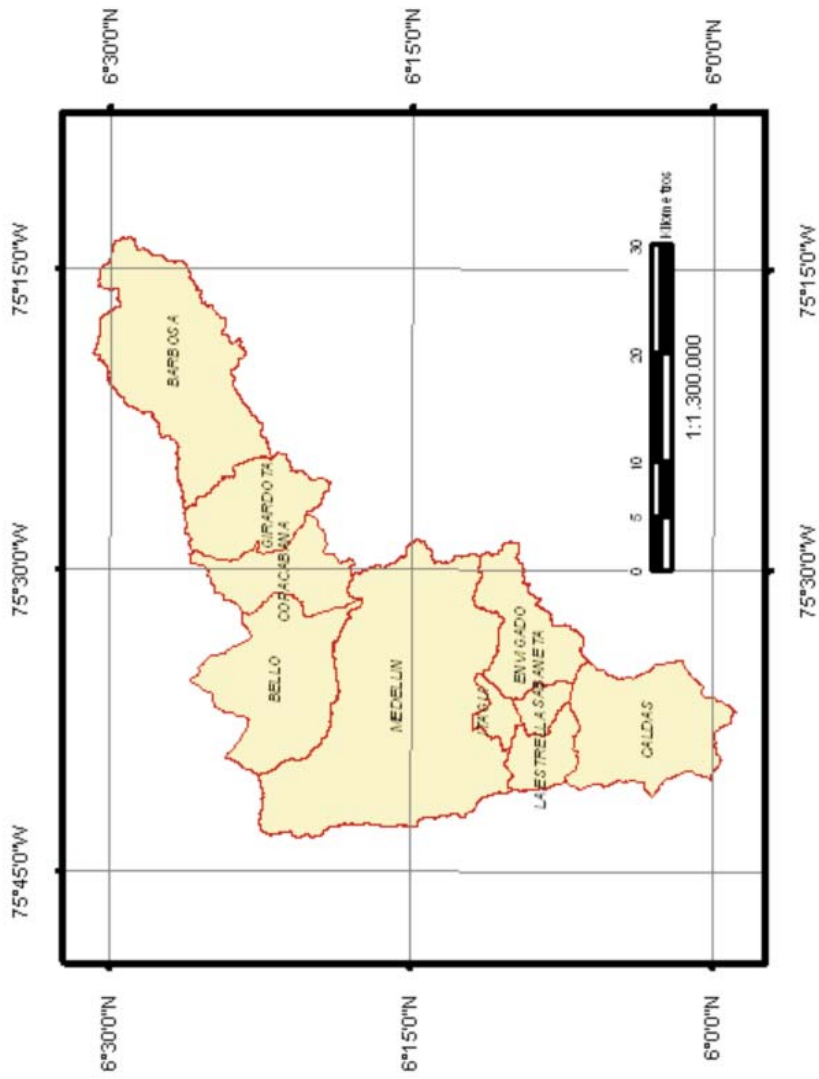 75°45'0"W
75°30'0"W
75°15'0"W
6°30'0"N
6°30'0"N
BARBOSA
GIRARDOTA
COPACABANA
BELLO
MEDELLIN
6°15'0"N
6°15'0"N
ITAGUI
ENVIGADO
SABANETA
LA ESTRELLA
CALDAS
0 5 10 20 30
Kilometros
1:1.300.000
6°0'0"N
6°0'0"N
75°30'0"W
75°15'0"W